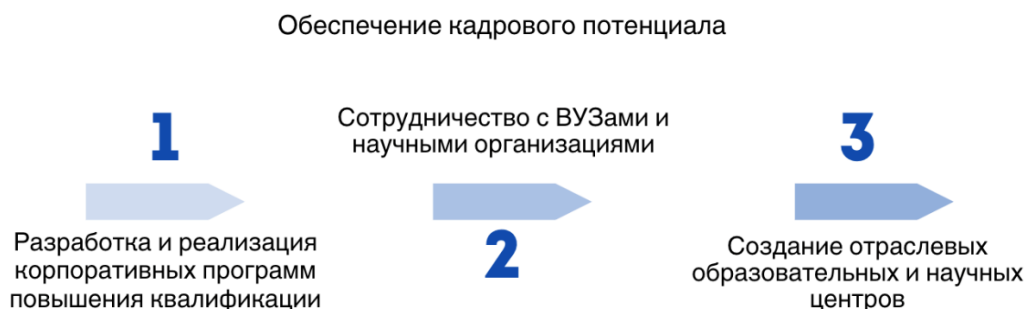 Обеспечение кадрового потенциала
1
Разработка и реализация
корпоративных программ
повышения квалификации
Сотрудничество с ВУЗами и
научными организациями
2
3
Создание отраслевых
образовательных и научных
центров